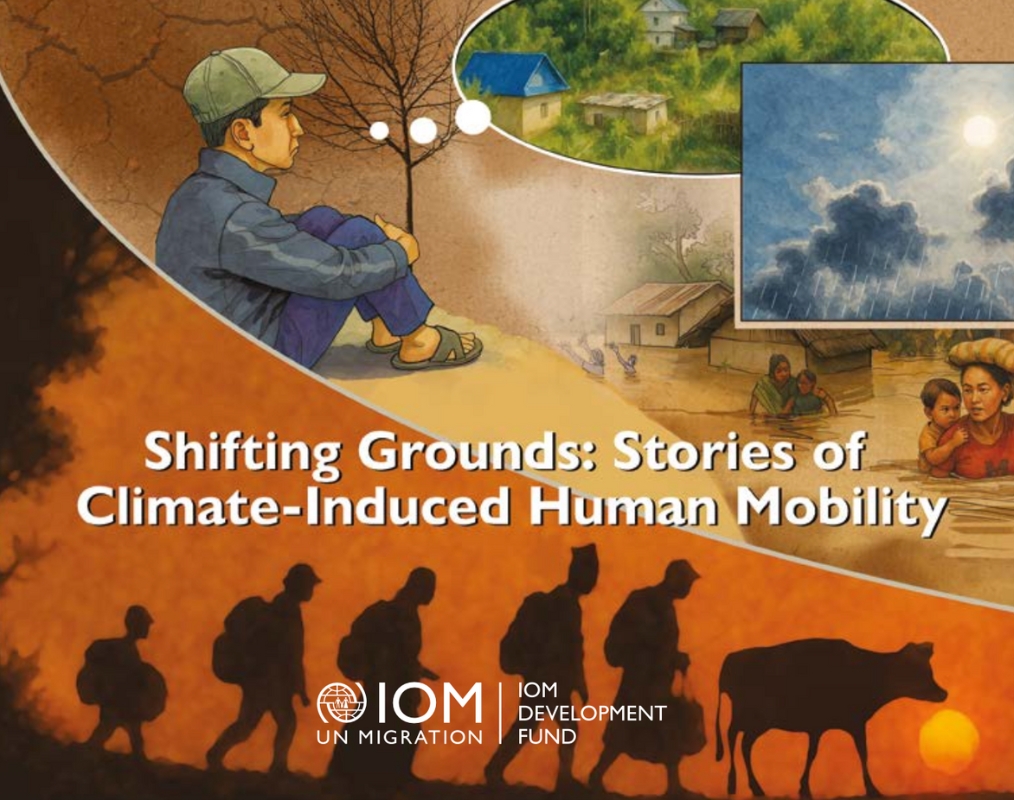 Shifting Grounds: Stories of
Climate-Induced Human Mobility
IOM
UN MIGRATION
IOM
DEVELOPMENT
FUND